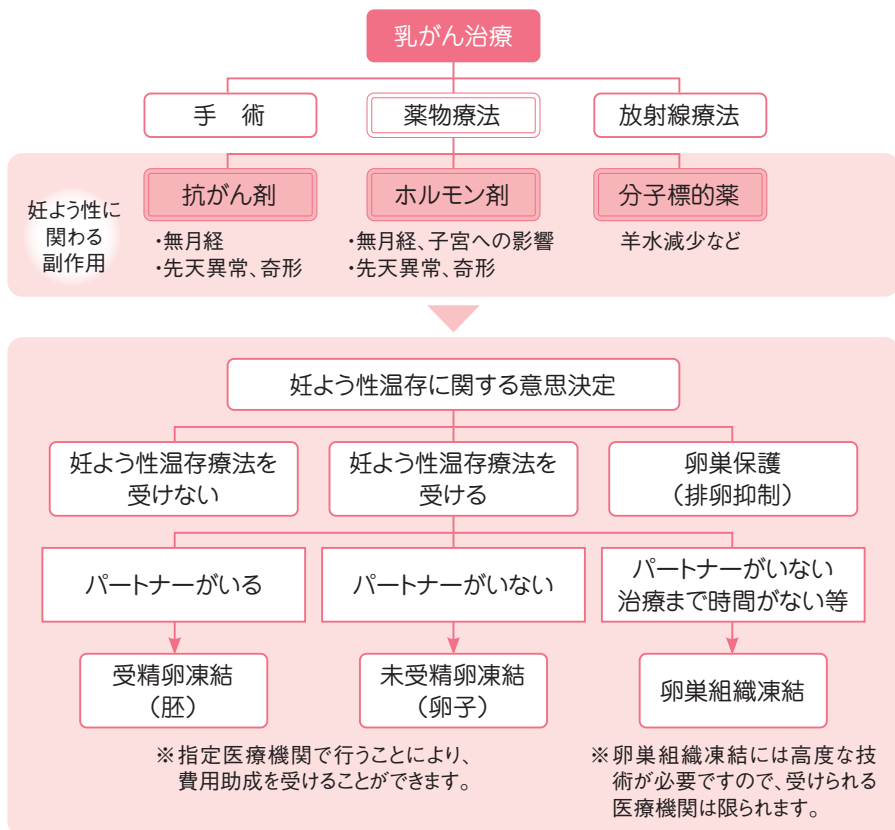 乳がん治療
手　術
薬物療法
放射線療法
妊よう性に
関わる
副作用
抗がん剤
・無月経
・先天異常、奇形
ホルモン剤
・無月経、子宮への影響
・先天異常、奇形
分子標的薬
羊水減少など
妊よう性温存に関する意思決定
妊よう性温存療法を
受けない
妊よう性温存療法を
受ける
卵巣保護
（排卵抑制）
パートナーがいる
パートナーがいない
パートナーがいない
治療まで時間がない等
受精卵凍結
（胚）
未受精卵凍結
（卵子）
卵巣組織凍結
※指定医療機関で行うことにより、
費用助成を受けることができます。
※卵巣組織凍結には高度な技
術が必要ですので、受けられる
医療機関は限られます。